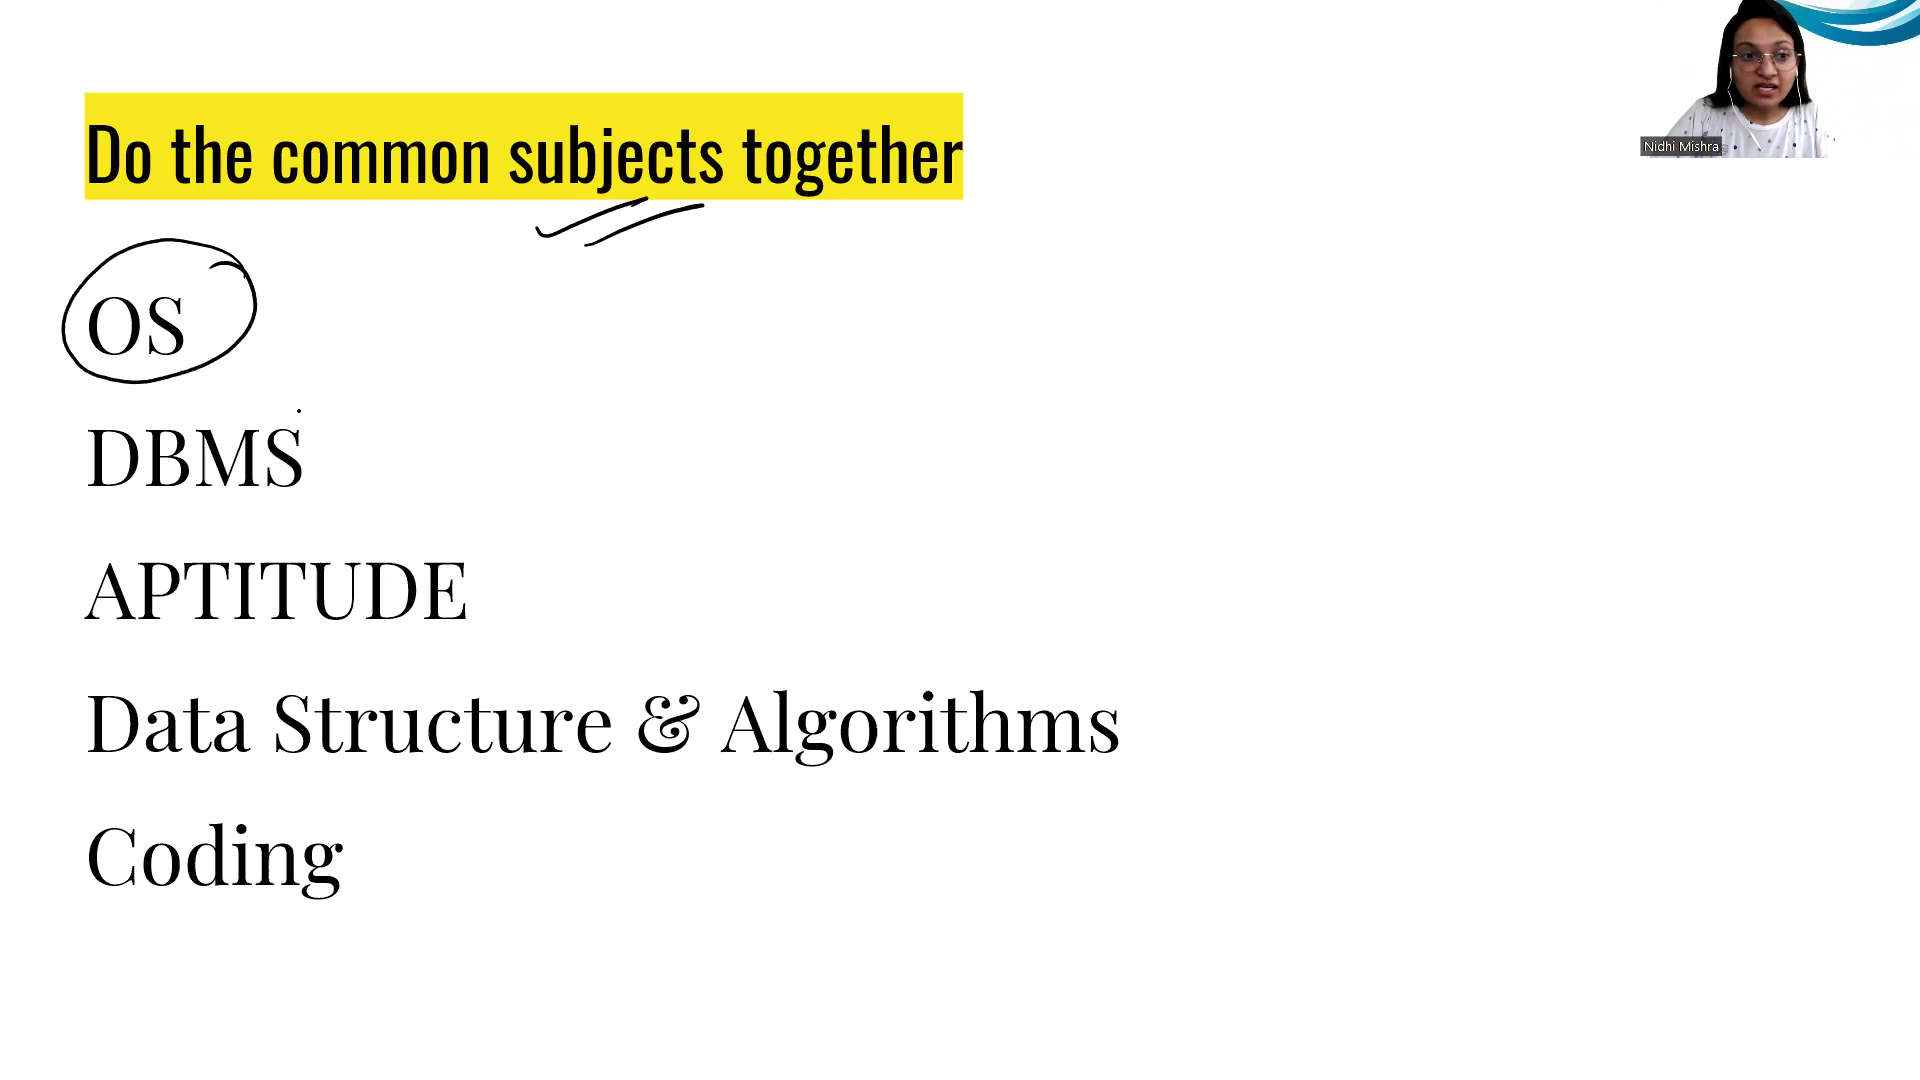 Do the common subjects together
Nidhi Mishra
OS
DBMS
APTITUDE
Data Structure & Algorithms
Coding